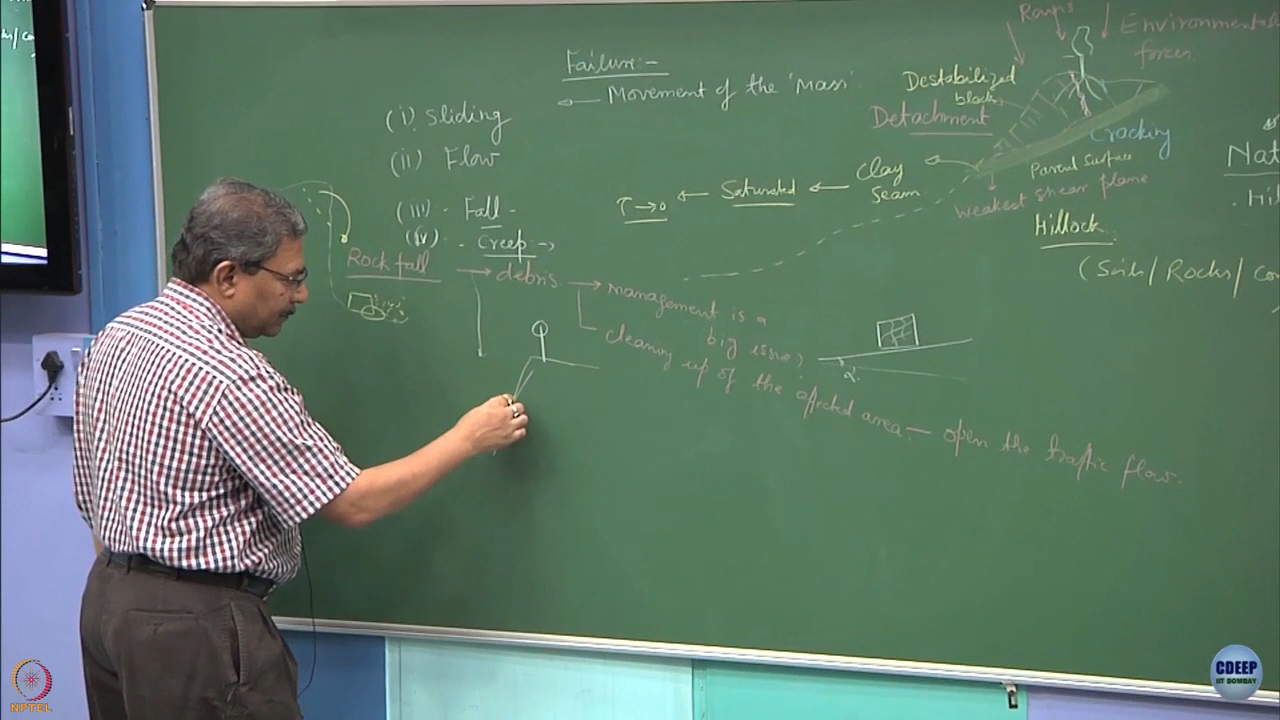 Failure:-
Movement of the 'Mass'.
(i). Sliding
(ii) Flow
(iii).- Fall -
(iv) . Creep →
Rock fall → debris → management is a
big issue;
cleaning up of the affected area. — open the traffic flow.
τ→0 ← Saturated ← Clay
Seam
α
Rays
Environmental
forces
Destabilized
blocks
Detachment
Cracking
Parent Surface
weakest shear plane
Hillock.
(Soils/Rocks/co
Nat
. Hil
NPTEL
CDEEP
IIT BOMBAY